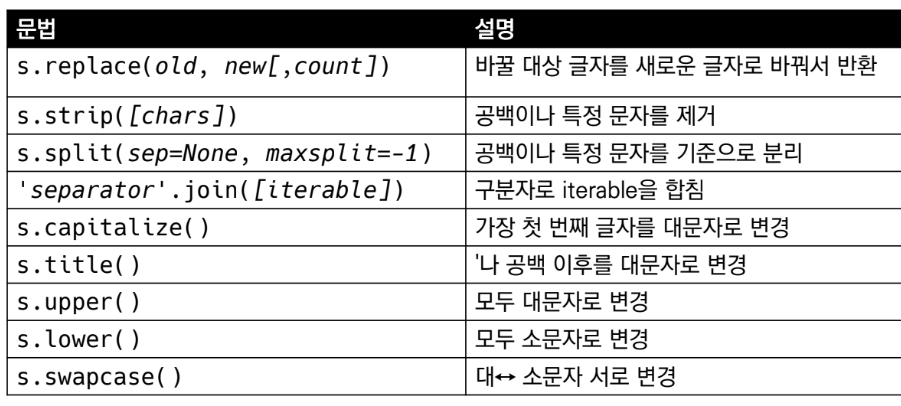 문법 설명
s.replace(old, new[,count]) 바꿀 대상 글자를 새로운 글자로 바꿔서 반환
s.strip([chars]) 공백이나 특정 문자를 제거
s.split(sep=None, maxsplit=-1) 공백이나 특정 문자를 기준으로 분리
'separator'.join([iterable]) 구분자로 iterable을 합침
s.capitalize() 가장 첫 번째 글자를 대문자로 변경
s.title() '나 공백 이후를 대문자로 변경
s.upper() 모두 대문자로 변경
s.lower() 모두 소문자로 변경
s.swapcase() 대↔ 소문자 서로 변경